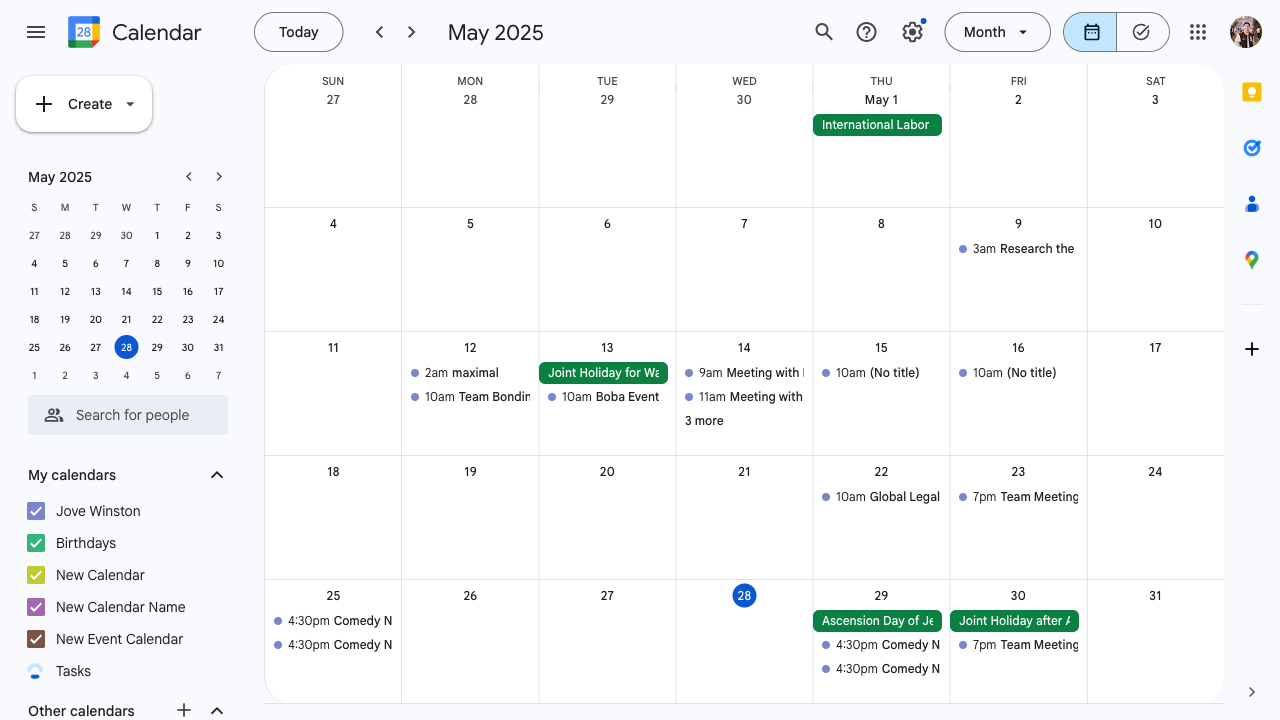 28 Calendar
Today
May 2025
Month
Create
May 2025
S M T W T F S
27 28 29 30 1 2 3
4 5 6 7 8 9 10
11 12 13 14 15 16 17
18 19 20 21 22 23 24
25 26 27 28 29 30 31
1 2 3 4 5 6 7
Search for people
My calendars
Jove Winston
Birthdays
New Calendar
New Calendar Name
New Event Calendar
Tasks
Other calendars
SUN MON TUE WED THU FRI SAT
27 28 29 30 May 1 2 3
International Labor
4 5 6 7 8 9 10
3am Research the
11 12 13 14 15 16 17
2am maximal
10am Team Bondin
Joint Holiday for Wa
10am Boba Event
9am Meeting with
11am Meeting with
3 more
10am (No title)
10am (No title)
18 19 20 21 22 23 24
10am Global Legal
7pm Team Meeting
25 26 27 28 29 30 31
4:30pm Comedy N
4:30pm Comedy N
Ascension Day of Je
4:30pm Comedy N
4:30pm Comedy N
Joint Holiday after A
7pm Team Meeting